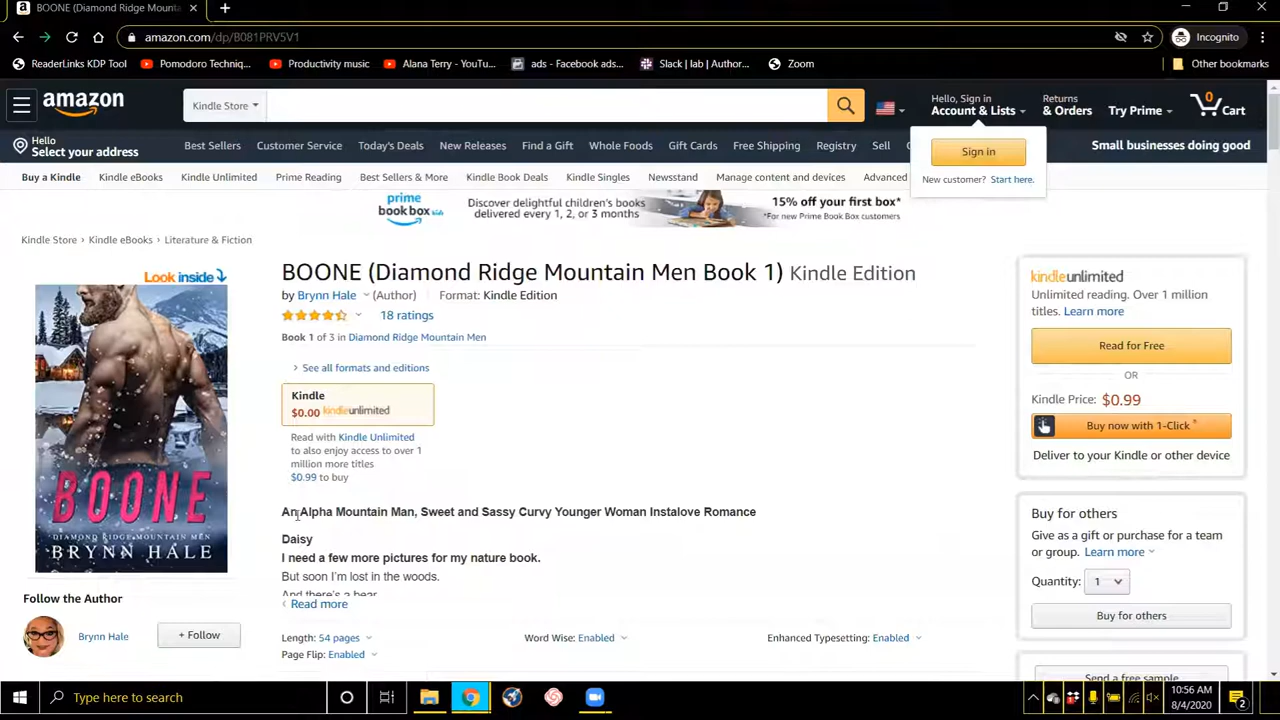 BOONE (Diamond Ridge Mounta
amazon.com/dp/B081PRV5V1
Incognito
ReaderLinks KDP Tool
Pomodoro Techniq...
Productivity music
Alana Terry - YouTu...
ads - Facebook ads...
Slack | lab | Author...
Zoom
Other bookmarks
amazon
Kindle Store
Hello, Sign in
Account & Lists
Returns
& Orders
Try Prime
0
Cart
Hello
Select your address
Best Sellers
Customer Service
Today's Deals
New Releases
Find a Gift
Whole Foods
Gift Cards
Free Shipping
Registry
Sell
Small businesses doing good
Sign in
New customer? Start here.
Buy a Kindle
Kindle eBooks
Kindle Unlimited
Prime Reading
Best Sellers & More
Kindle Book Deals
Kindle Singles
Newsstand
Manage content and devices
Advanced
prime
book box kids
Discover delightful children's books
delivered every 1, 2, or 3 months
15% off your first box*
*For new Prime Book Box customers
Kindle Store › Kindle eBooks › Literature & Fiction
Look inside
BOONE
DIAMOND RIDGE MOUNTAIN MEN
BRYNN HALE
Follow the Author
Brynn Hale
+ Follow
BOONE (Diamond Ridge Mountain Men Book 1) Kindle Edition
by Brynn Hale (Author) Format: Kindle Edition
18 ratings
Book 1 of 3 in Diamond Ridge Mountain Men
› See all formats and editions
Kindle
$0.00 kindleunlimited
Read with Kindle Unlimited
to also enjoy access to over 1
million more titles
$0.99 to buy
An Alpha Mountain Man, Sweet and Sassy Curvy Younger Woman Instalove Romance
Daisy
I need a few more pictures for my nature book.
But soon I'm lost in the woods.
And there's a bear
‹ Read more
Length: 54 pages
Word Wise: Enabled
Enhanced Typesetting: Enabled
Page Flip: Enabled
kindleunlimited
Unlimited reading. Over 1 million
titles. Learn more
Read for Free
OR
Kindle Price: $0.99
Buy now with 1-Click *
Deliver to your Kindle or other device
Buy for others
Give as a gift or purchase for a team
or group. Learn more
Quantity: 1
Buy for others
Send a free sample
Type here to search
10:56 AM
8/4/2020
2